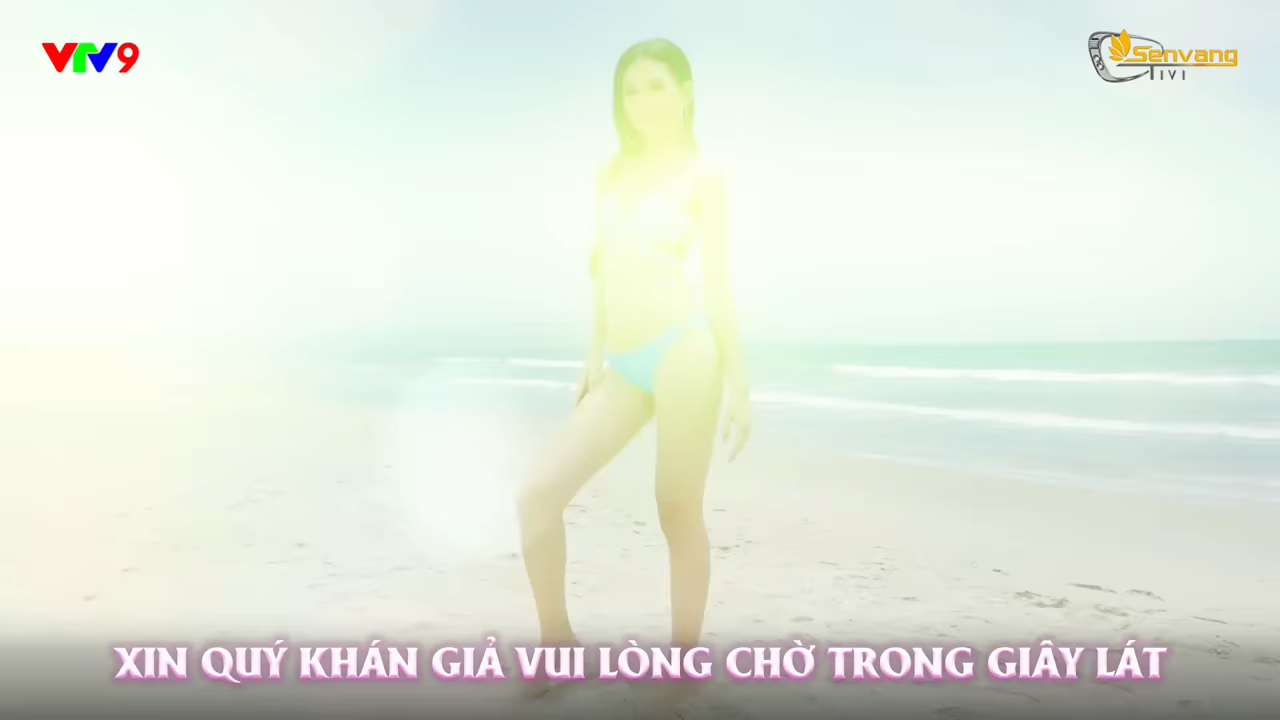 VTV9
Senvang
TIVI
XIN QUÝ KHÁN GIẢ VUI LÒNG CHỜ TRONG GIÂY LÁT